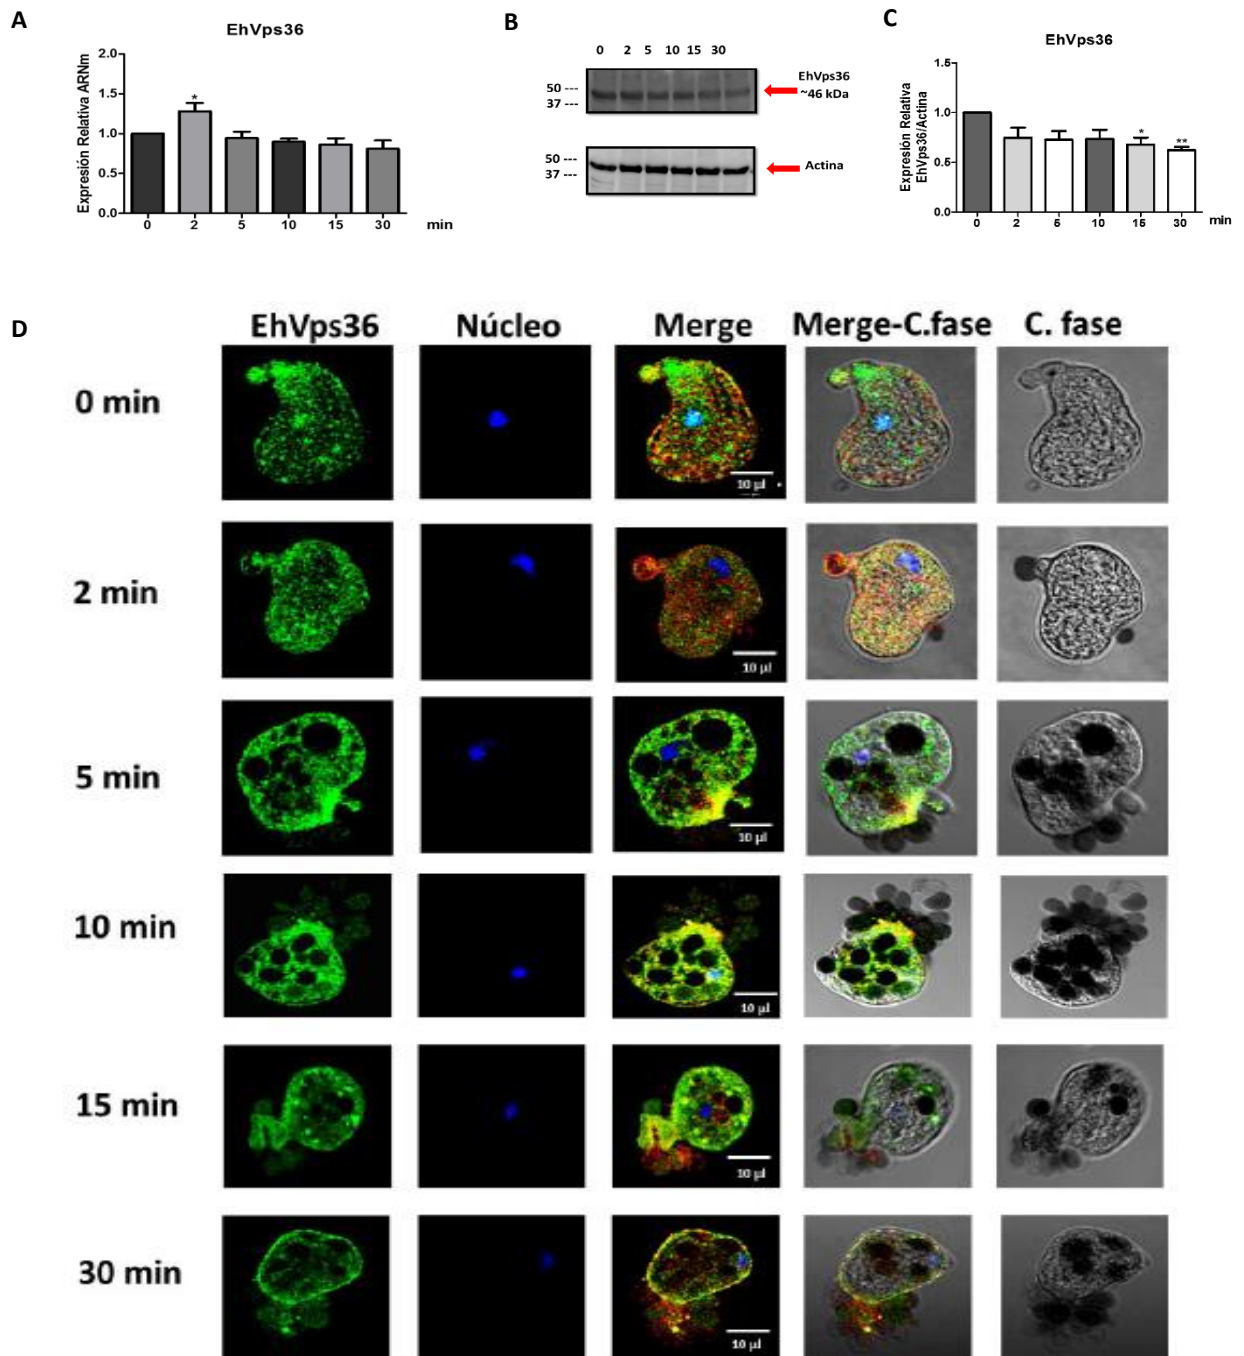 A
EhVps36
Expresión Relativa ARNm
2.0
1.5
1.0
0.5
0.0
*
0 2 5 10 15 30 min
B
0 2 5 10 15 30
50 ---
37 ---
EhVps36
~46 kDa
50 ---
37 ---
Actina
C
EhVps36
Expresión Relativa
EhVps36/Actina
1.5
1.0
0.5
0.0
* **
0 2 5 10 15 30 min
D
EhVps36 Núcleo Merge Merge-C.fase C. fase
0 min
10 µl
2 min
10 µl
5 min
10 µl
10 min
10 µl
15 min
10 µl
30 min
10 µl